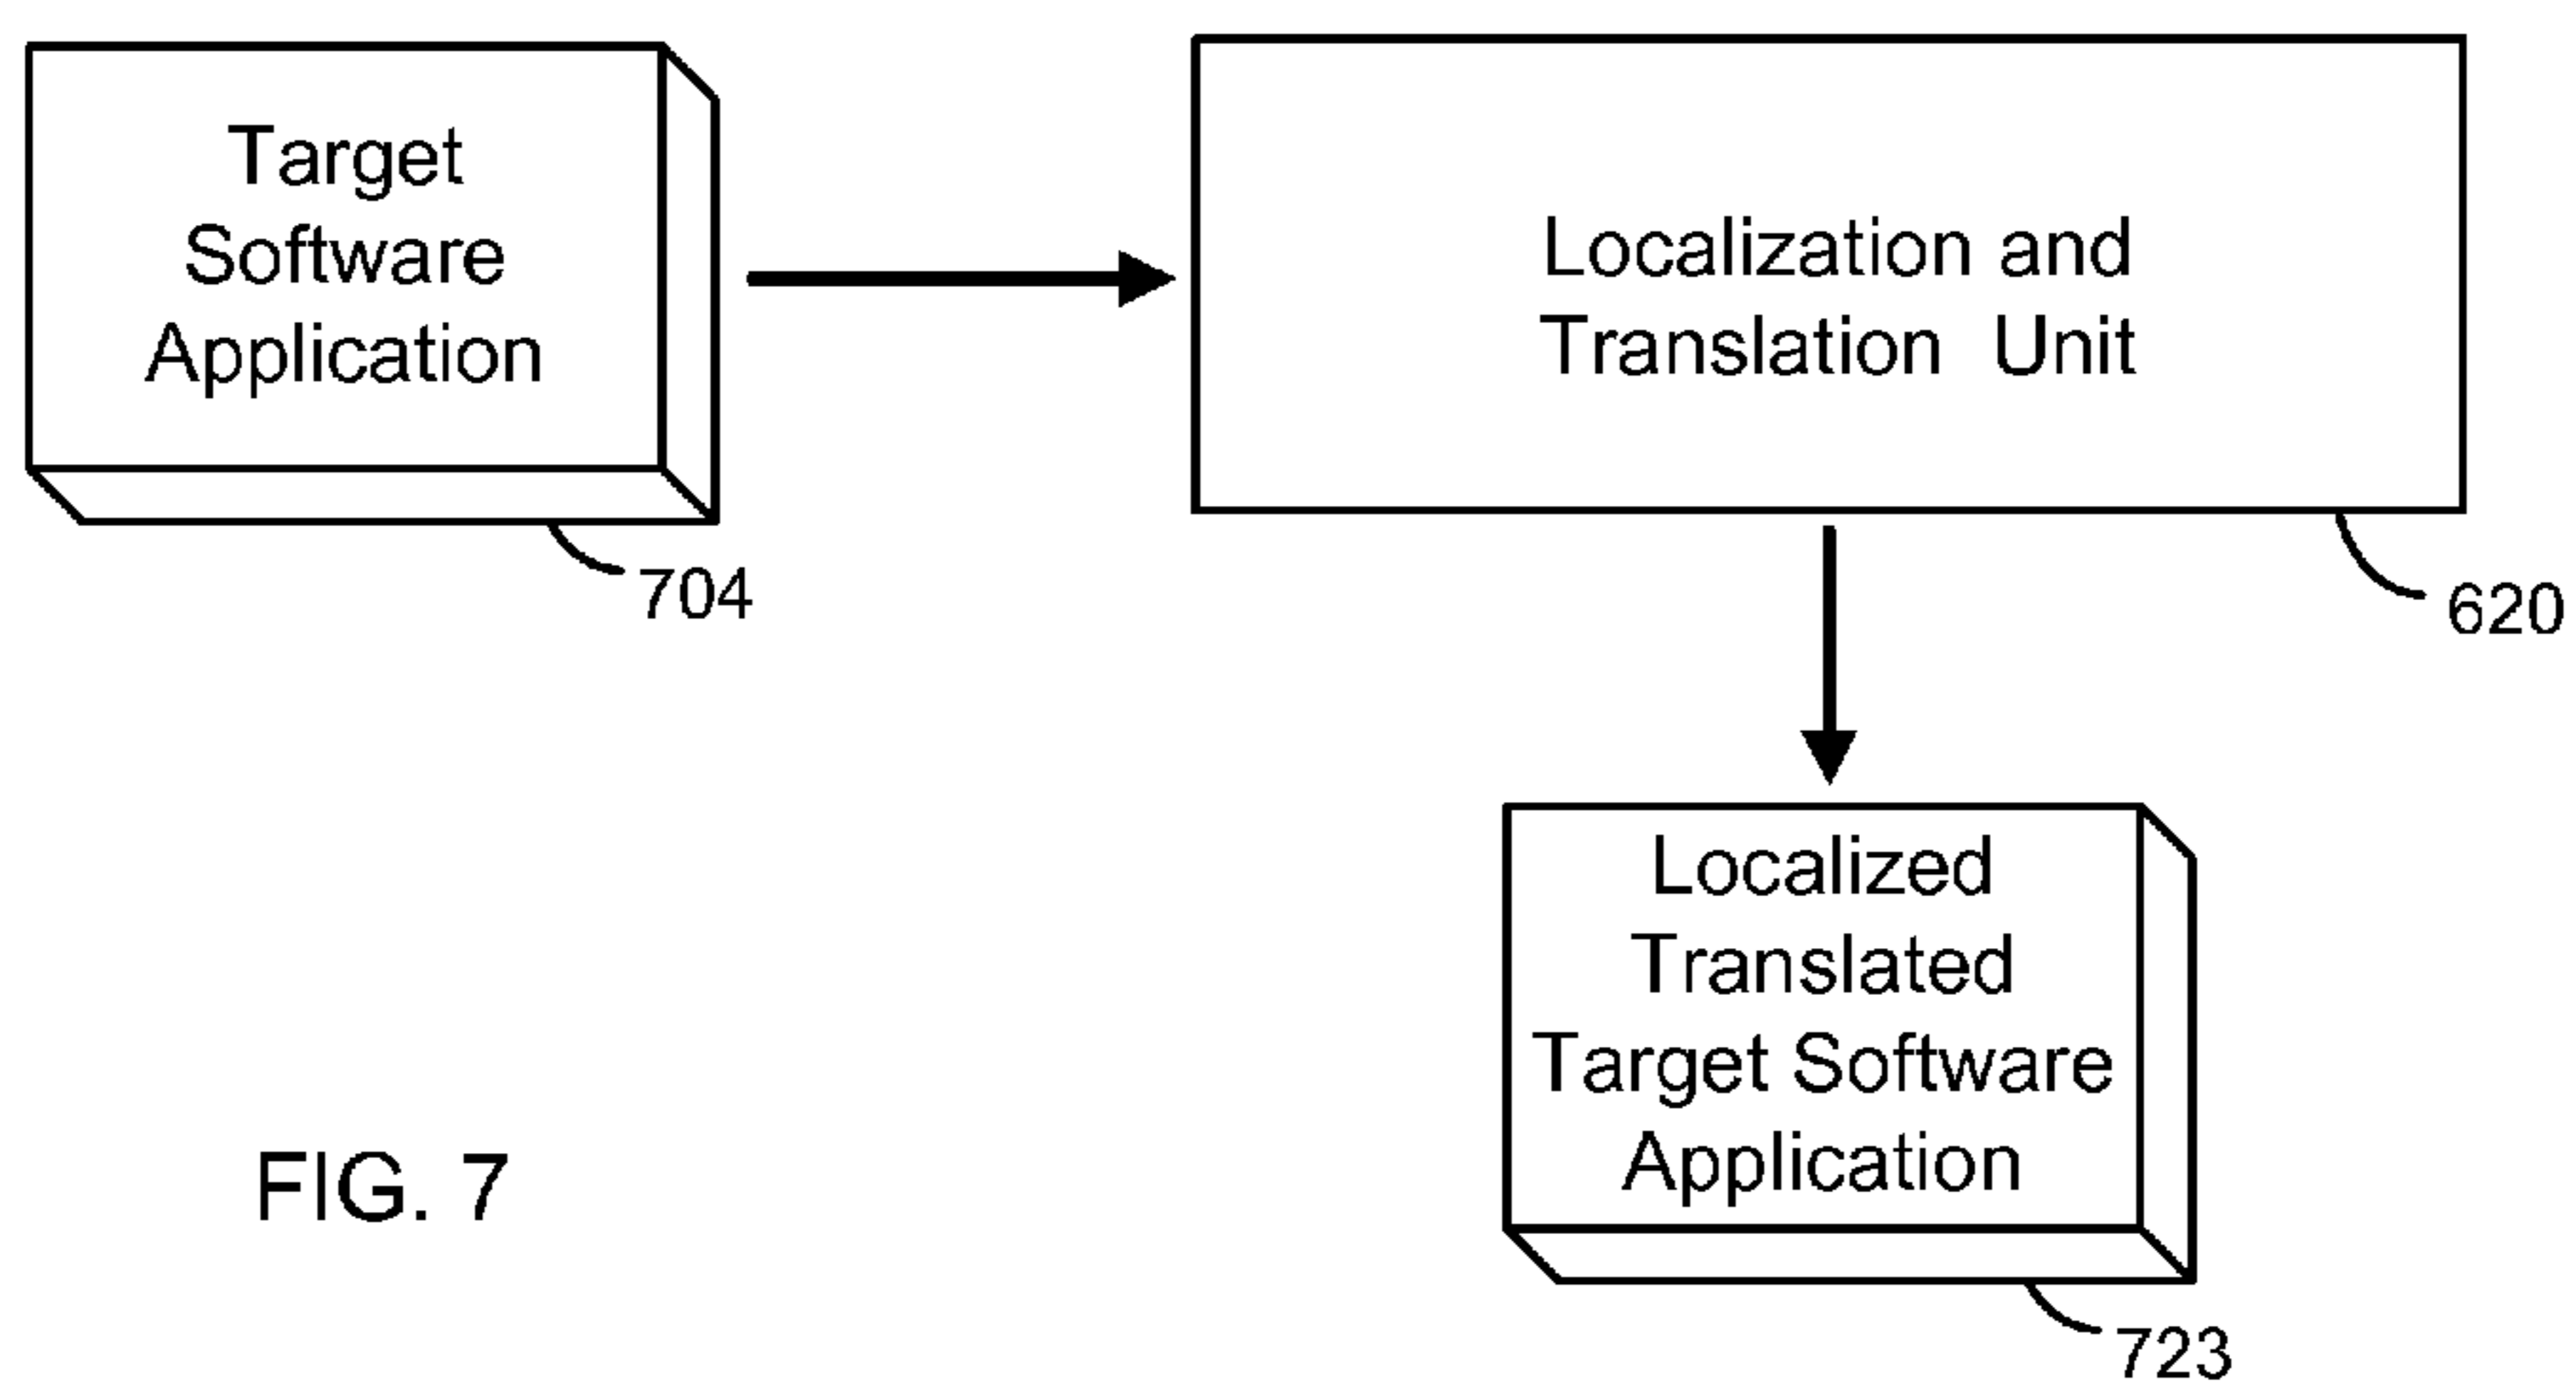 Target
Software
Application
704
Localization and
Translation Unit
620
Localized
Translated
Target Software
Application
723
FIG. 7